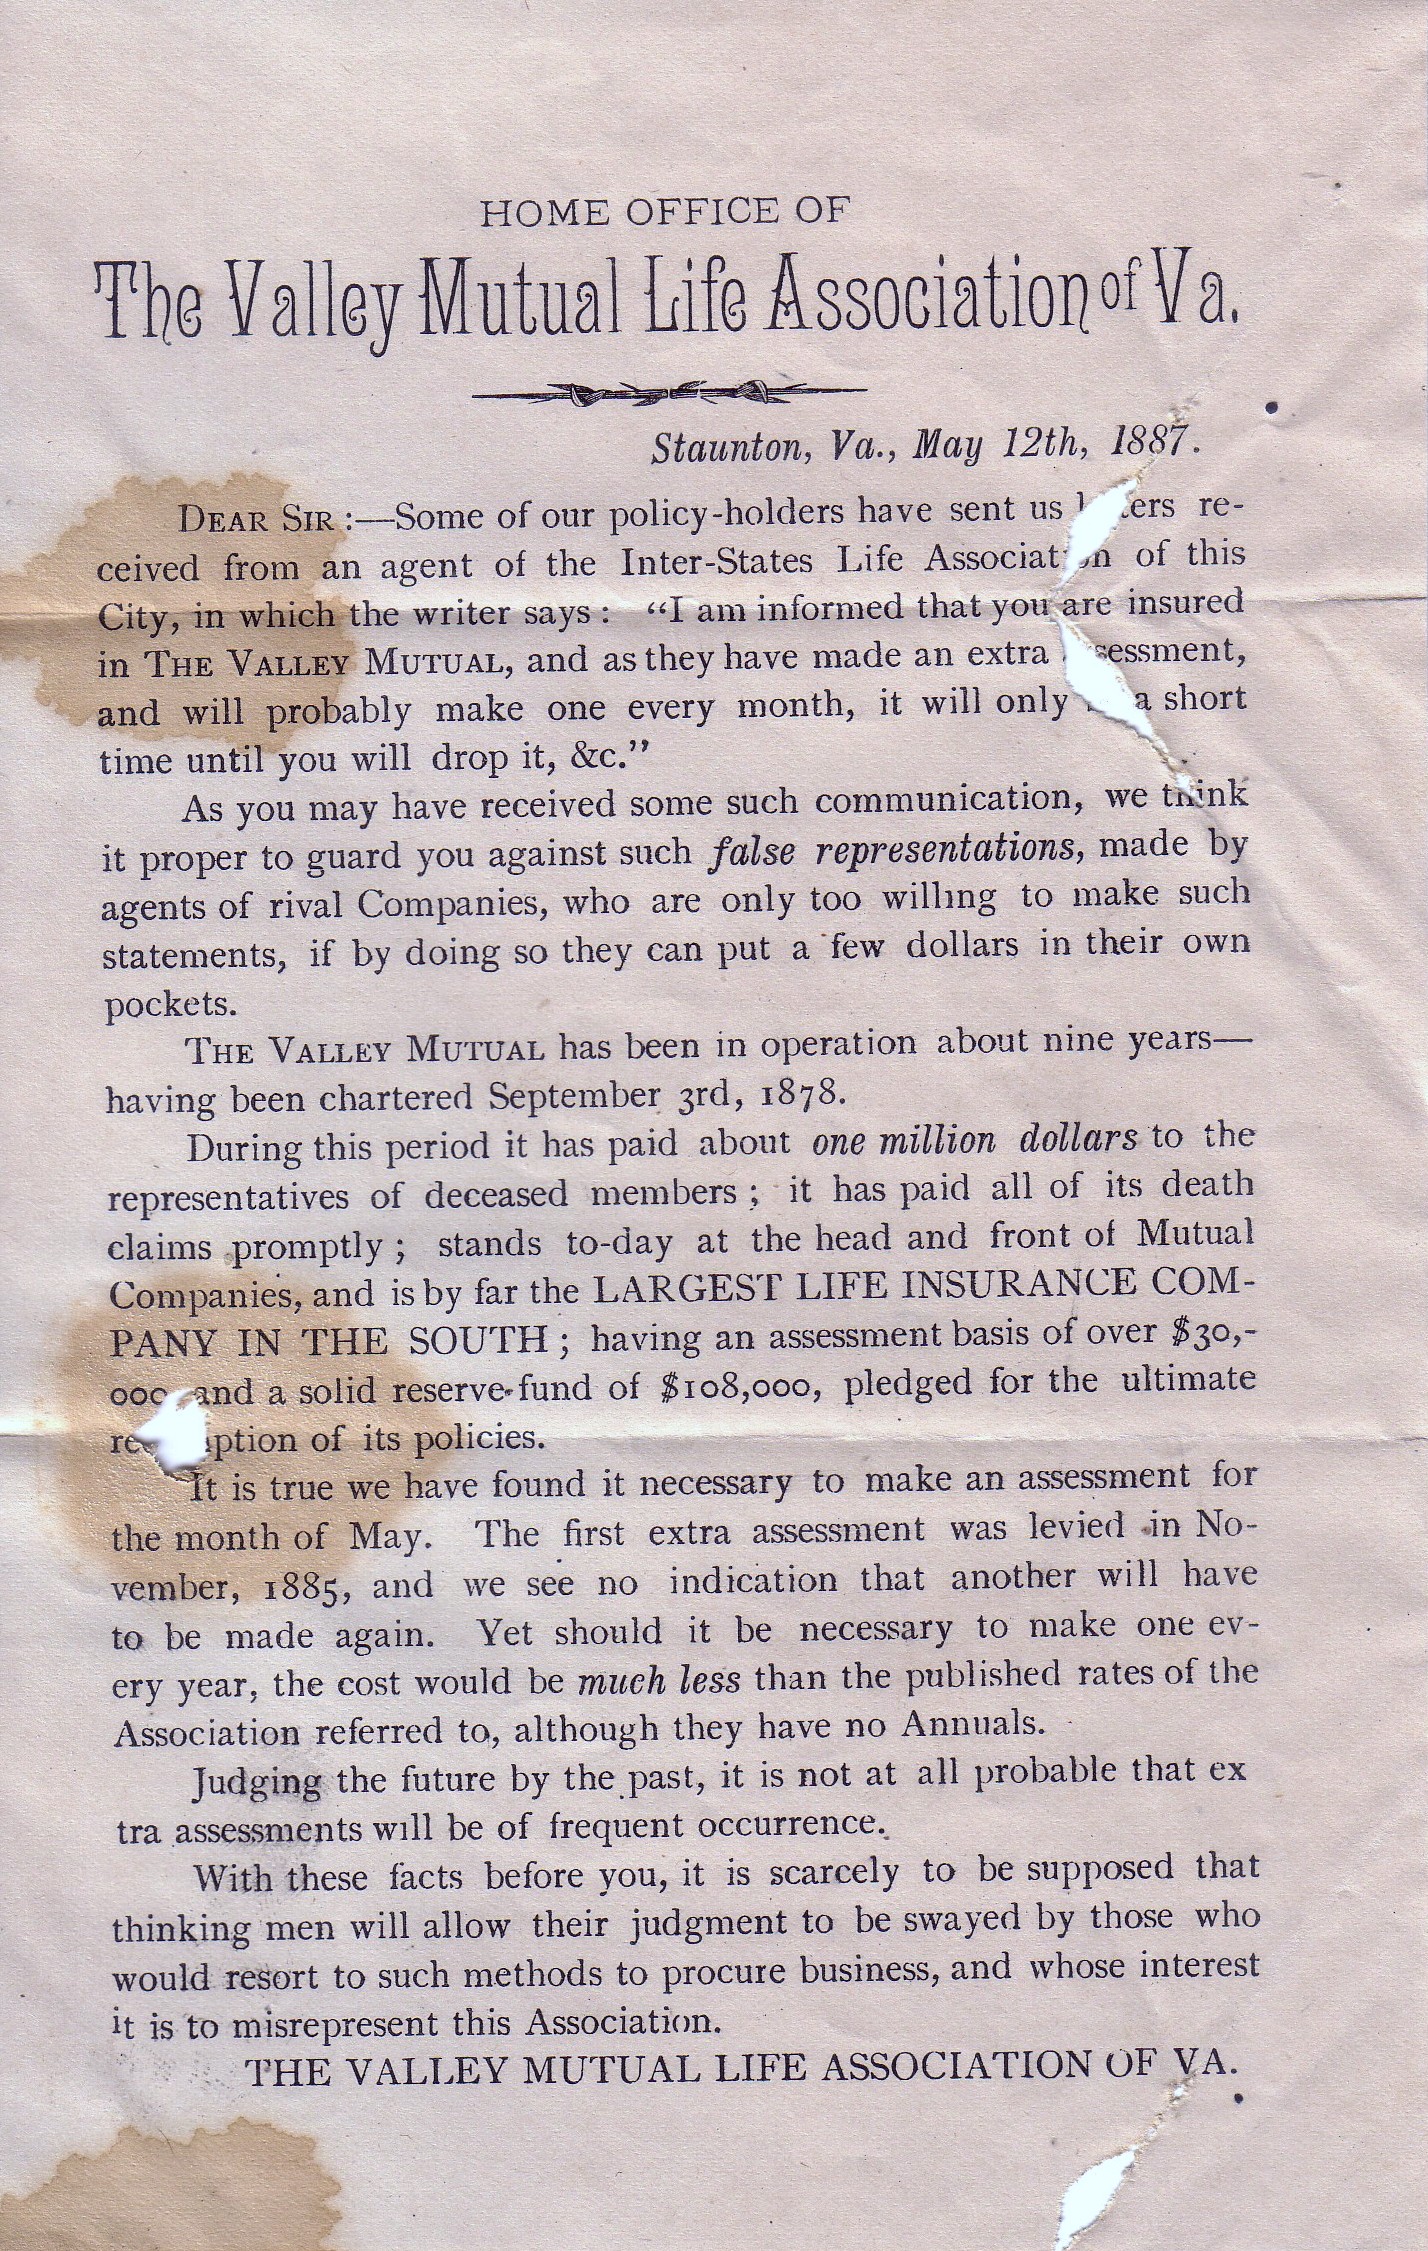 HOME OFFICE OF
The Valley Mutual Life Association of Va.
Staunton, Va., May 12th, 1887.
DEAR SIR :—Some of our policy-holders have sent us re-
ceived from an agent of the Inter-States Life Association of this
City, in which the writer says : “I am informed that you are insured
in THE VALLEY MUTUAL, and as they have made an extra assessment,
and will probably make one every month, it will only a short
time until you will drop it, &c.”
As you may have received some such communication, we think
it proper to guard you against such false representations, made by
agents of rival Companies, who are only too willing to make such
statements, if by doing so they can put a few dollars in their own
pockets.
THE VALLEY MUTUAL has been in operation about nine years—
having been chartered September 3rd, 1878.
During this period it has paid about one million dollars to the
representatives of deceased members ; it has paid all of its death
claims promptly ; stands to-day at the head and front of Mutual
Companies, and is by far the LARGEST LIFE INSURANCE COM-
PANY IN THE SOUTH ; having an assessment basis of over $30,-
000 and a solid reserve-fund of $108,000, pledged for the ultimate
of its policies.
It is true we have found it necessary to make an assessment for
the month of May. The first extra assessment was levied in No-
vember, 1885, and we see no indication that another will have
to be made again. Yet should it be necessary to make one ev-
ery year, the cost would be much less than the published rates of the
Association referred to, although they have no Annuals.
Judging the future by the past, it is not at all probable that ex
tra assessments will be of frequent occurrence.
With these facts before you, it is scarcely to be supposed that
thinking men will allow their judgment to be swayed by those who
would resort to such methods to procure business, and whose interest
it is to misrepresent this Association.
THE VALLEY MUTUAL LIFE ASSOCIATION OF VA.